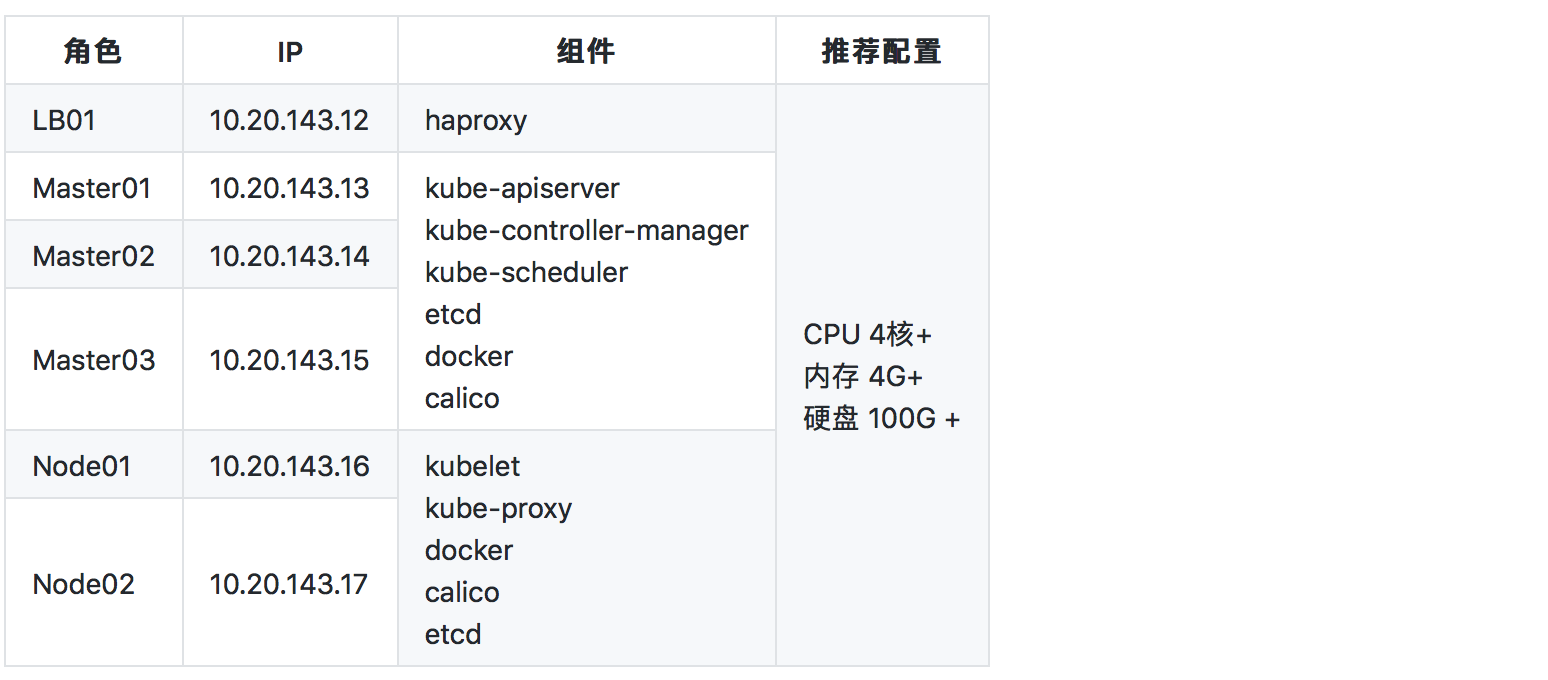 角色 IP 组件 推荐配置
LB01 10.20.143.12 haproxy
Master01 10.20.143.13 kube-apiserver
kube-controller-manager
Master02 10.20.143.14
kube-scheduler
etcd
CPU 4核+
Master03 10.20.143.15 docker
内存 4G+
calico
硬盘 100G +
Node01 10.20.143.16 kubelet
kube-proxy
docker
Node02 10.20.143.17 calico
etcd